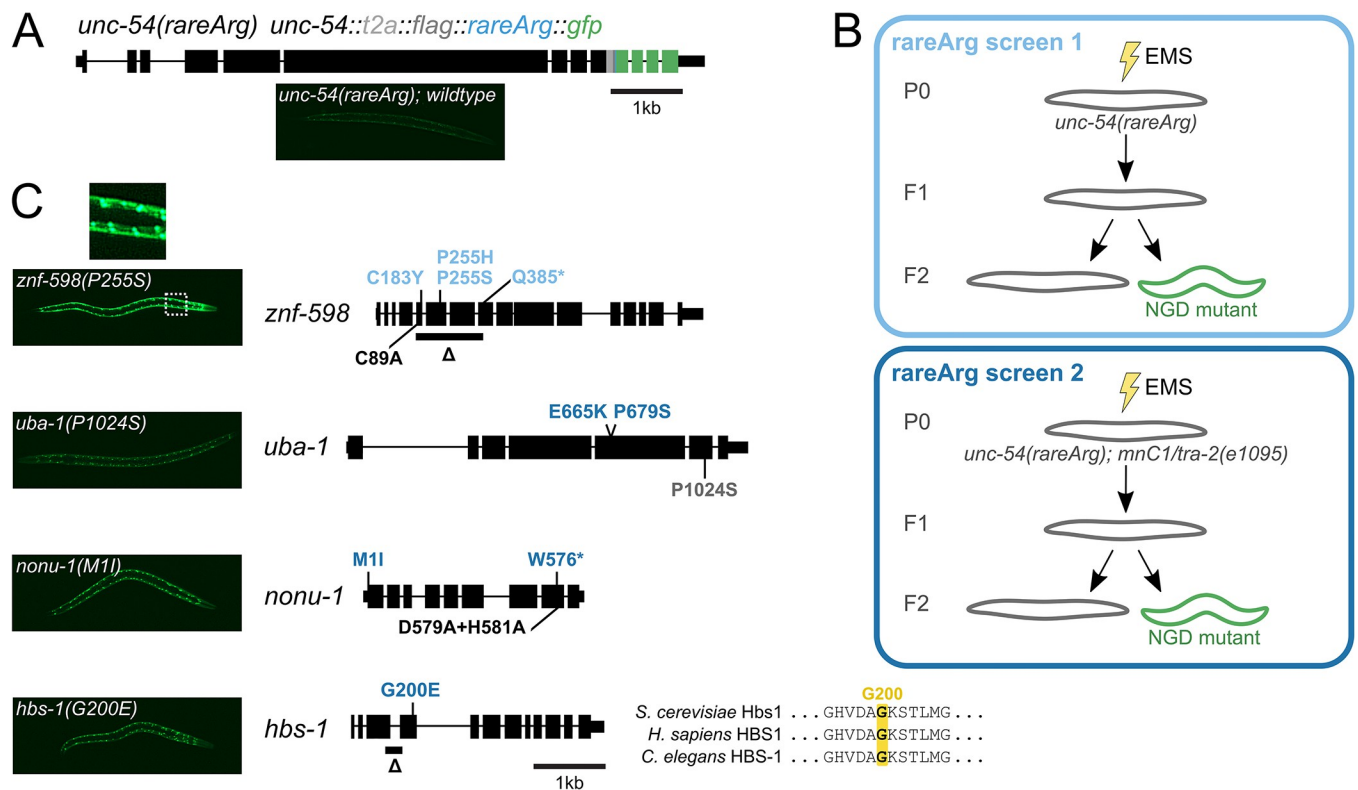 A
unc-54(rareArg) unc-54::t2a::flag::rareArg::gfp
1kb
unc-54(rareArg); wildtype
B
rareArg screen 1
EMS
P0
unc-54(rareArg)
F1
F2
NGD mutant
rareArg screen 2
EMS
P0
unc-54(rareArg); mnC1/tra-2(e1095)
F1
F2
NGD mutant
C
znf-598(P255S)
znf-598
C183Y
P255H
P255S
Q385*
C89A
Δ
uba-1(P1024S)
uba-1
E665K P679S
P1024S
nonu-1(M1I)
nonu-1
M1I
W576*
D579A+H581A
hbs-1(G200E)
hbs-1
G200E
Δ
1kb
G200
S. cerevisiae Hbs1 ...GHVDAGKSTLMG...
H. sapiens HBS1 ...GHVDAGKSTLMG...
C. elegans HBS-1 ...GHVDAGKSTLMG...